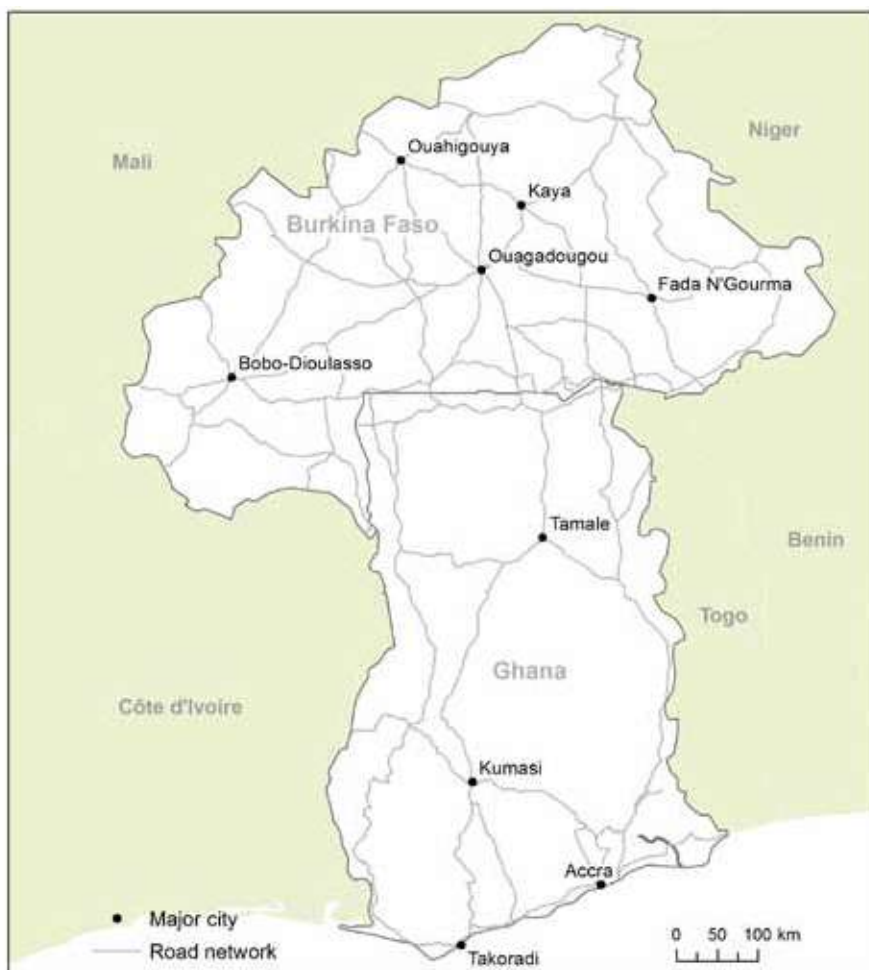 Niger
Ouahigouya
Mali
Kaya
Burkina Faso
Ouagadougou
Fada N'Gourma
Bobo-Dioulasso
Tamale
Benin
Togo
Ghana
Côte d'Ivoire
Kumasi
Accra
Major city
Road network
Takoradi
0 50 100 km